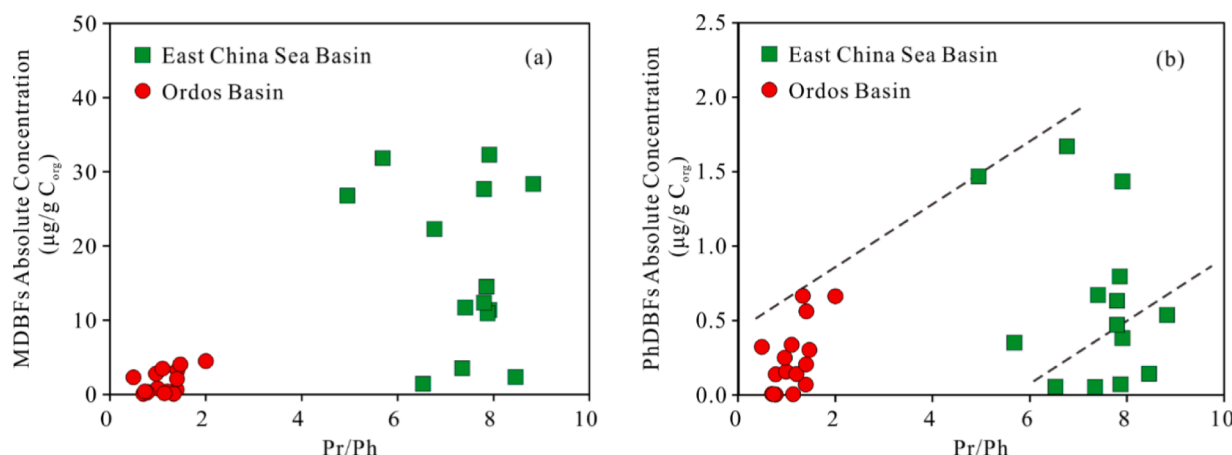 MDBFs Absolute Concentration
(μg/g Corg)
50
40
30
20
10
0
East China Sea Basin
Ordos Basin
(a)
0 2 4 6 8 10
Pr/Ph
PhDBFs Absolute Concentration
(μg/g Corg)
2.5
2.0
1.5
1.0
0.5
0.0
East China Sea Basin
Ordos Basin
(b)
0 2 4 6 8 10
Pr/Ph